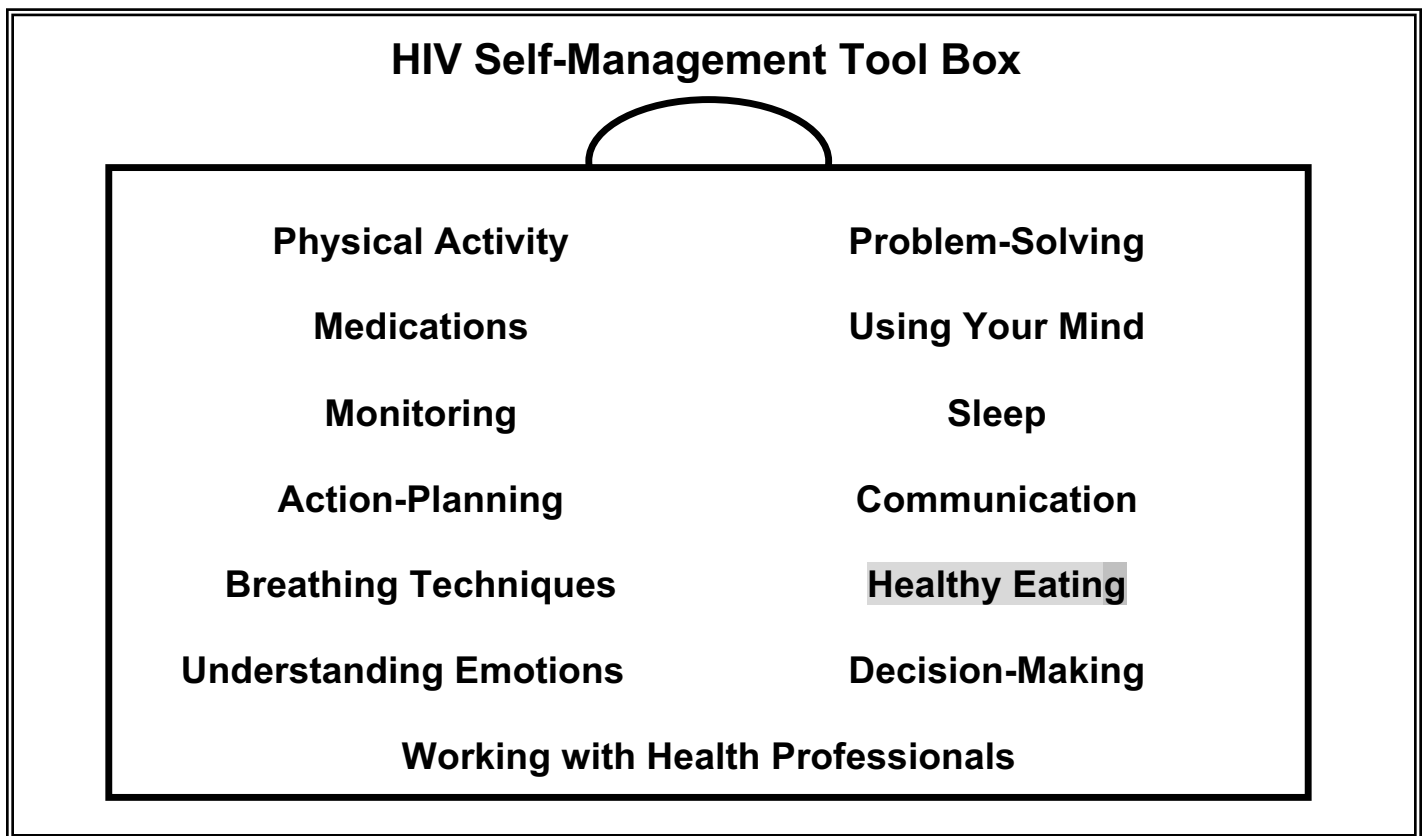 HIV Self-Management Tool Box
Physical Activity Problem-Solving
Medications Using Your Mind
Monitoring Sleep
Action-Planning Communication
Breathing Techniques Healthy Eating
Understanding Emotions Decision-Making
Working with Health Professionals